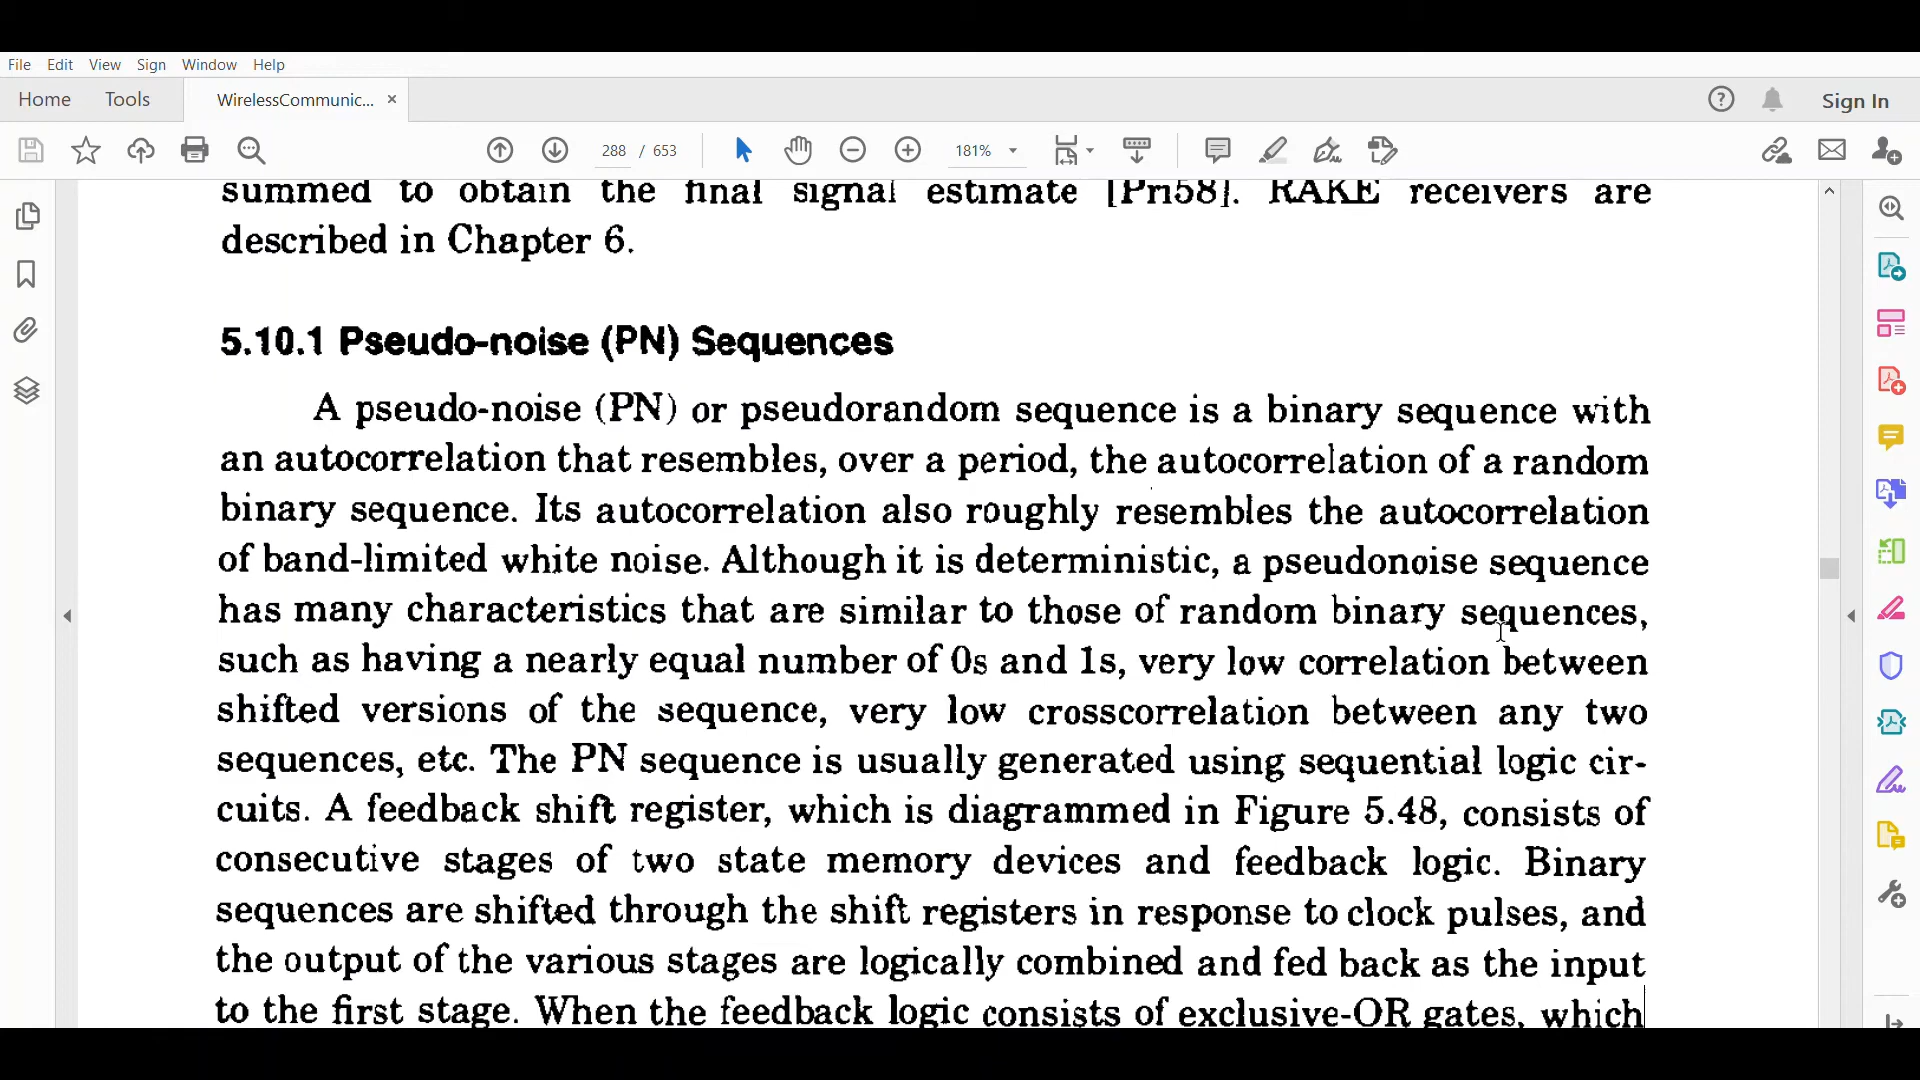 File Edit View Sign Window Help
Home Tools WirelessCommunic... × Sign In
288 / 653 181%
summed to obtain the final signal estimate [Pri58]. RAKE receivers are
described in Chapter 6.
5.10.1 Pseudo-noise (PN) Sequences
A pseudo-noise (PN) or pseudorandom sequence is a binary sequence with
an autocorrelation that resembles, over a period, the autocorrelation of a random
binary sequence. Its autocorrelation also roughly resembles the autocorrelation
of band-limited white noise. Although it is deterministic, a pseudonoise sequence
has many characteristics that are similar to those of random binary sequences,
such as having a nearly equal number of 0s and 1s, very low correlation between
shifted versions of the sequence, very low crosscorrelation between any two
sequences, etc. The PN sequence is usually generated using sequential logic cir-
cuits. A feedback shift register, which is diagrammed in Figure 5.48, consists of
consecutive stages of two state memory devices and feedback logic. Binary
sequences are shifted through the shift registers in response to clock pulses, and
the output of the various stages are logically combined and fed back as the input
to the first stage. When the feedback logic consists of exclusive-OR gates, which